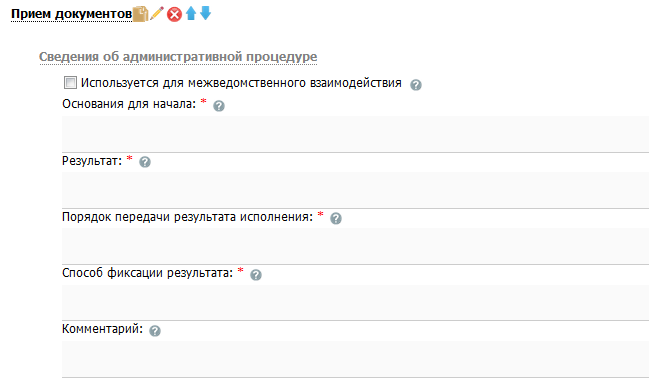 Прием документов
Сведения об административной процедуре
Используется для межведомственного взаимодействия ?
Основания для начала: * ?
Результат: * ?
Порядок передачи результата исполнения: * ?
Способ фиксации результата: * ?
Комментарий: ?